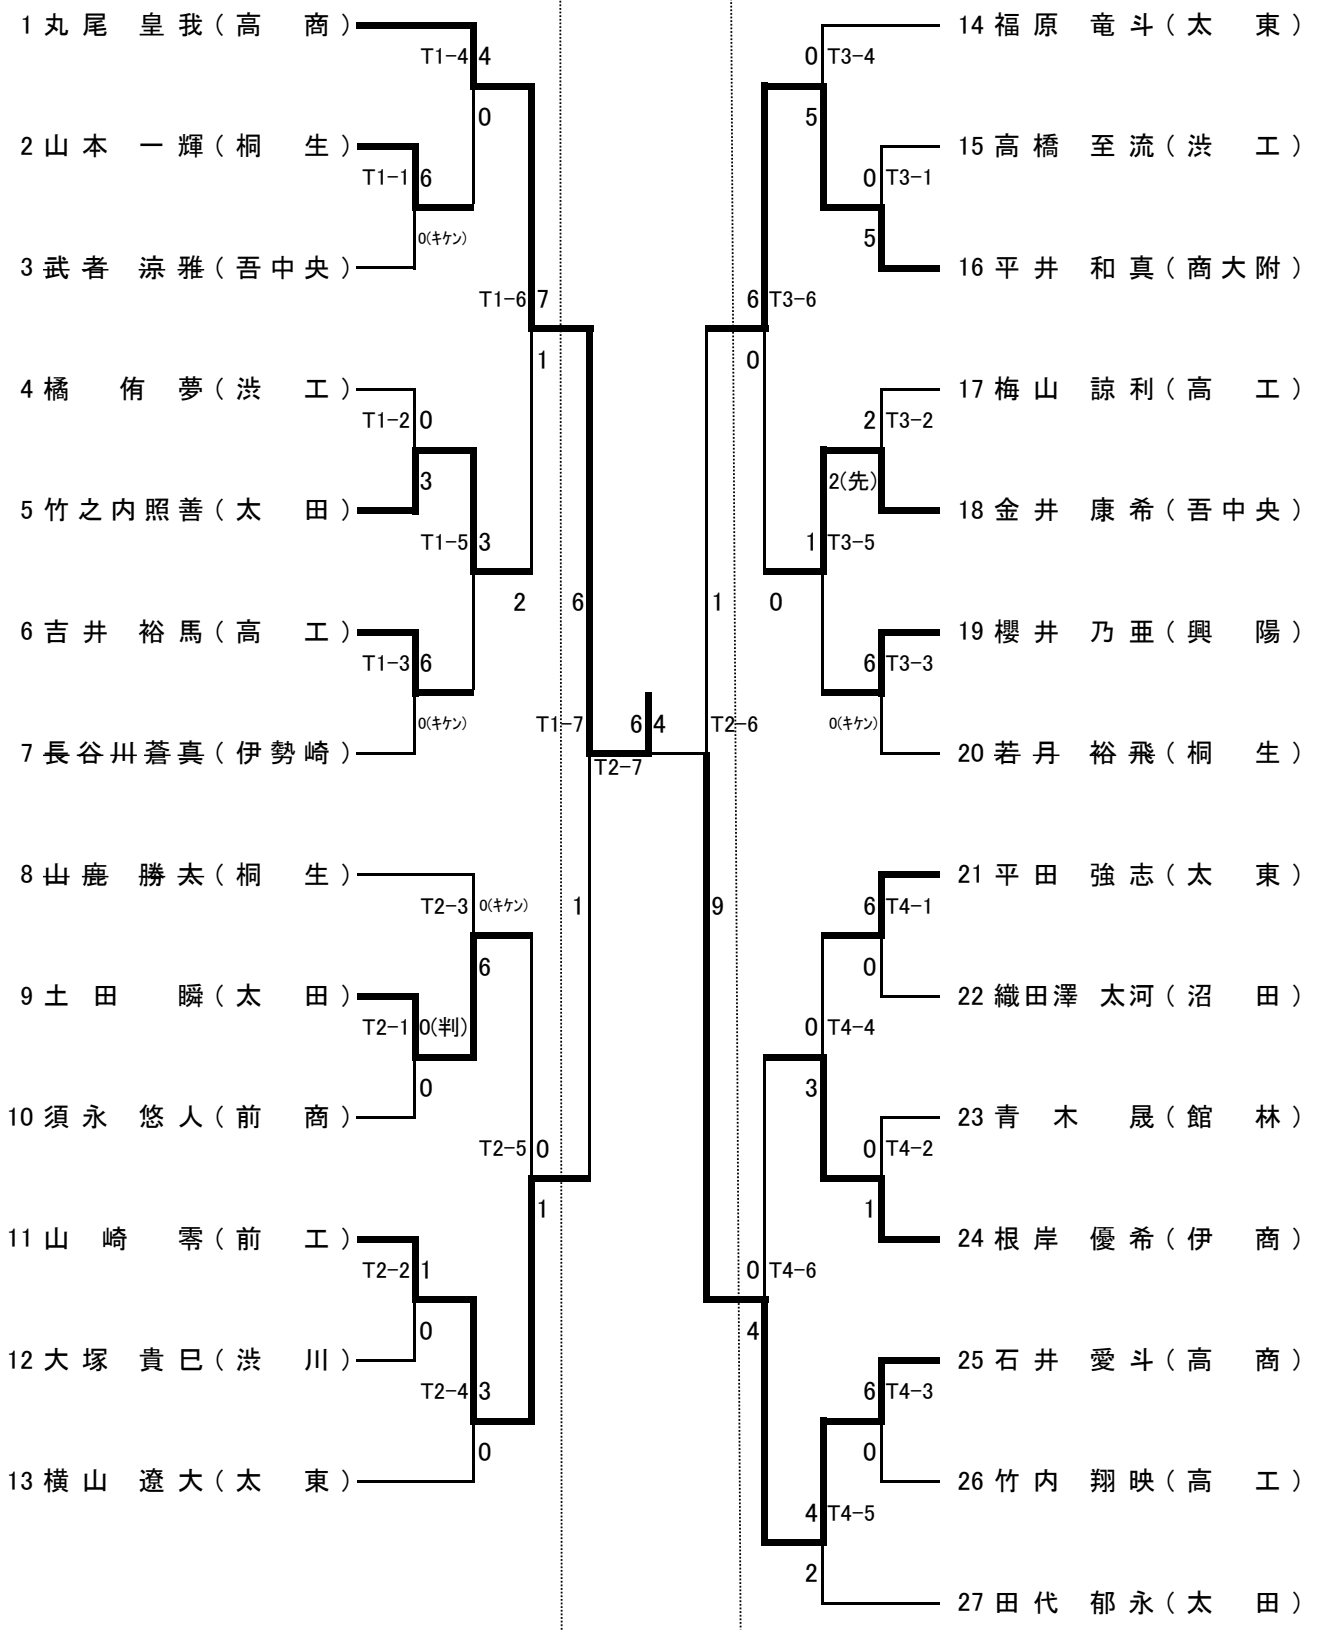 1 丸尾 皇我(高 商)
T1-4 4
0
2 山本 一輝(桐 生)
T1-1 6
0(キケン)
3 武者 涼雅(吾中央)
T1-6 7
1
4 橘 侑夢(渋 工)
T1-2 0
3
5 竹之内照善(太 田)
T1-5 3
2
6
6 吉井 裕馬(高 工)
T1-3 6
0(キケン)
7 長谷川蒼真(伊勢崎)
T1-7
6 4
T2-7
8 山鹿 勝太(桐 生)
T2-3 0(キケン)
1
6
9 土田 瞬(太 田)
T2-1 0(判)
0
10 須永 悠人(前 商)
T2-5 0
1
11 山崎 零(前 工)
T2-2 1
0
12 大塚 貴巳(渋 川)
T2-4 3
0
13 横山 遼大(太 東)
14 福原 竜斗(太 東)
0 T3-4
5
15 高橋 至流(渋 工)
0 T3-1
5
16 平井 和真(商大附)
6 T3-6
0
17 梅山 諒利(高 工)
2 T3-2
2(先)
18 金井 康希(吾中央)
1 T3-5
1
0
19 櫻井 乃亜(興 陽)
6 T3-3
0(キケン)
T2-6
20 若月 裕飛(桐 生)
21 平田 強志(太 東)
6 T4-1
9
0
22 織田澤 太河(沼 田)
0 T4-4
3
23 青木 晟(館 林)
0 T4-2
1
24 根岸 優希(伊 商)
0 T4-6
4
25 石井 愛斗(高 商)
6 T4-3
0
26 竹内 翔映(高 工)
4 T4-5
2
27 田代 郁永(太 田)